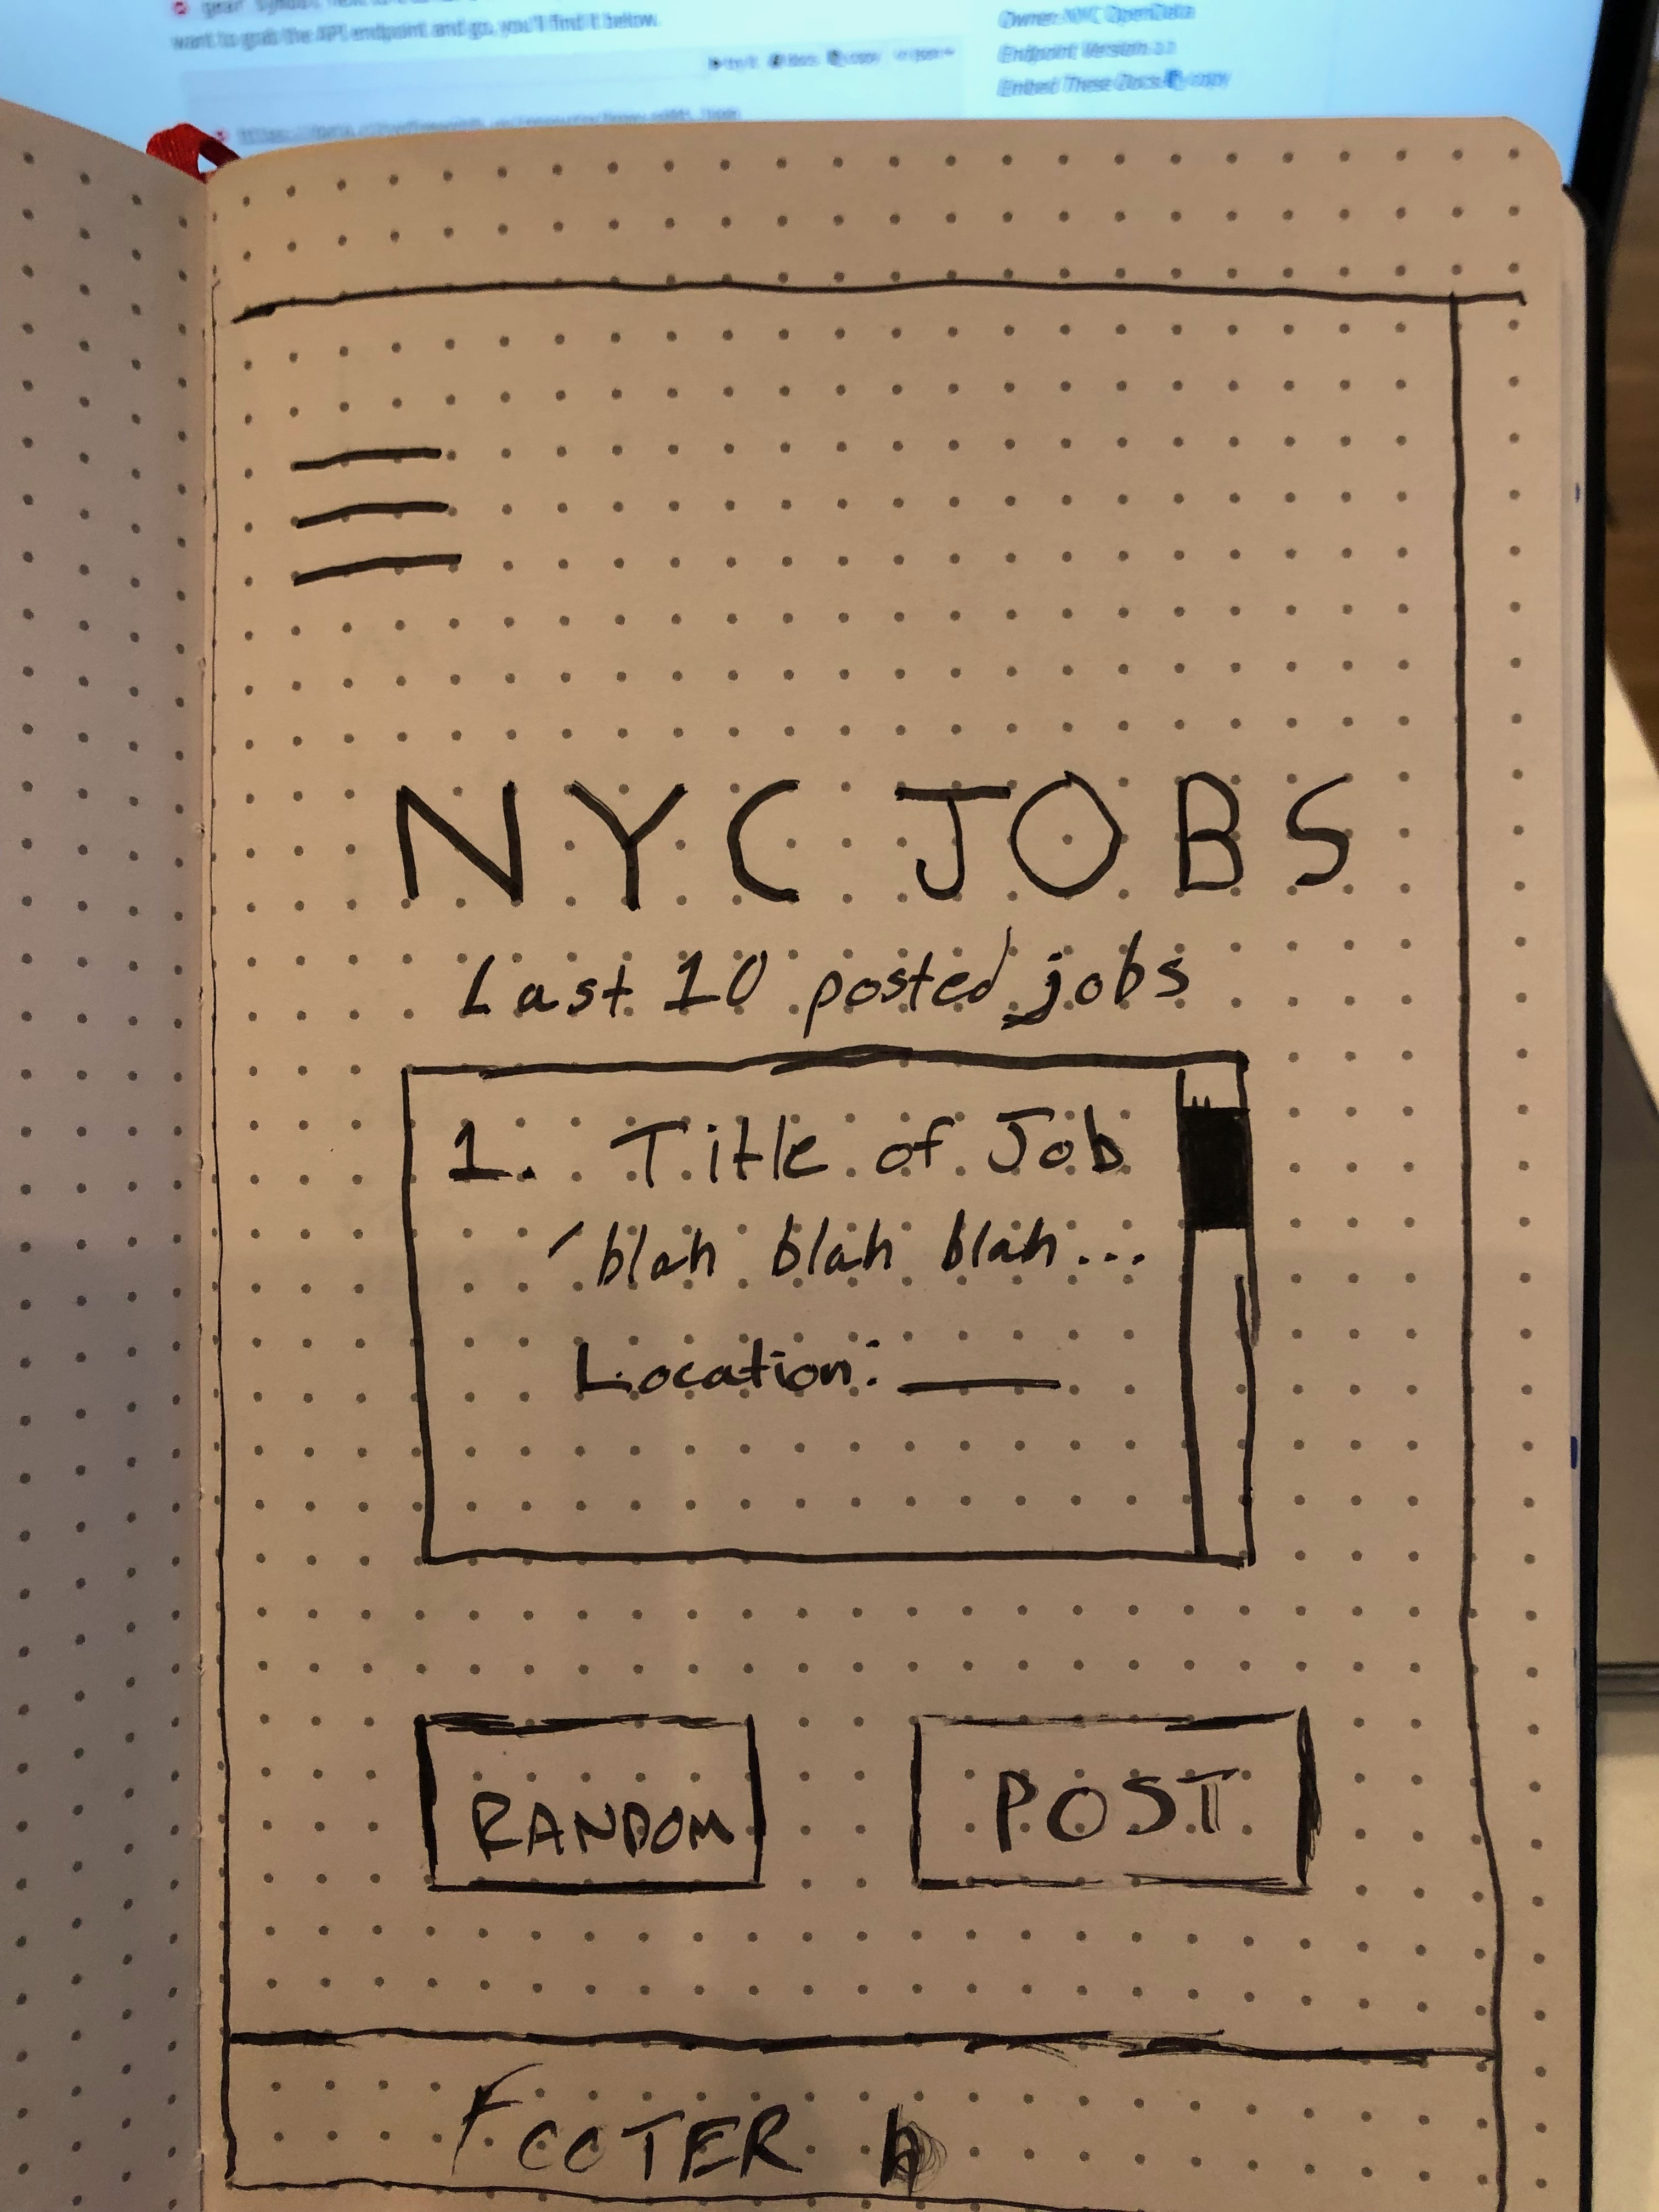 want to grab the API endpoint and go, you'll find it below.
Owner: NYC OpenData
Endpoint Version: 2.1
Embed These Docs copy
NYC JOBS
Last 10 posted jobs
1. Title of Job
blah blah blah...
Location: ___
RANDOM
POST
FOOTER